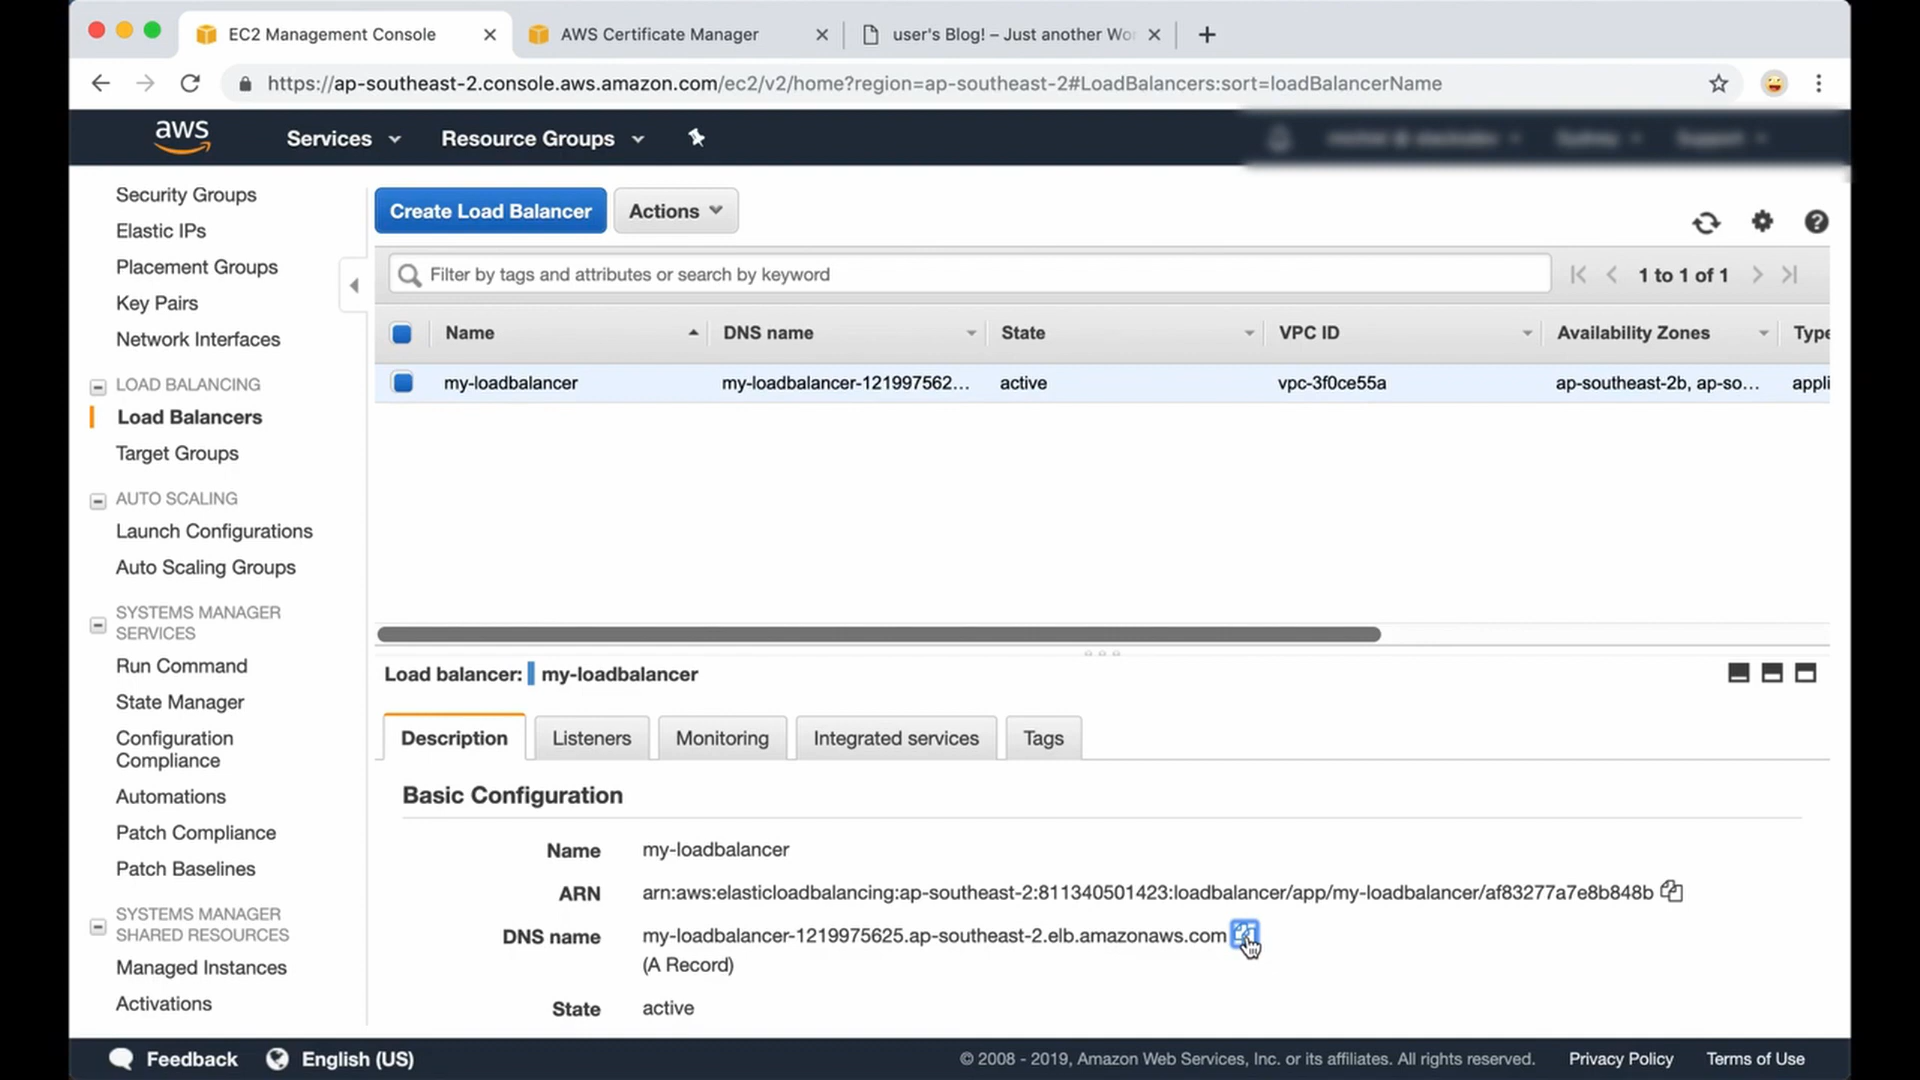 EC2 Management Console
AWS Certificate Manager
user's Blog! – Just another Wo
https://ap-southeast-2.console.aws.amazon.com/ec2/v2/home?region=ap-southeast-2#LoadBalancers:sort=loadBalancerName
aws
Services
Resource Groups
Sydney
Support
Security Groups
Elastic IPs
Placement Groups
Key Pairs
Network Interfaces
LOAD BALANCING
Load Balancers
Target Groups
AUTO SCALING
Launch Configurations
Auto Scaling Groups
SYSTEMS MANAGER
SERVICES
Run Command
State Manager
Configuration
Compliance
Automations
Patch Compliance
Patch Baselines
SYSTEMS MANAGER
SHARED RESOURCES
Managed Instances
Activations
Create Load Balancer
Actions
Filter by tags and attributes or search by keyword
1 to 1 of 1
Name DNS name State VPC ID Availability Zones Type
my-loadbalancer my-loadbalancer-121997562... active vpc-3f0ce55a ap-southeast-2b, ap-so... appli
Load balancer: my-loadbalancer
Description
Listeners
Monitoring
Integrated services
Tags
Basic Configuration
Name my-loadbalancer
ARN arn:aws:elasticloadbalancing:ap-southeast-2:811340501423:loadbalancer/app/my-loadbalancer/af83277a7e8b848b
DNS name my-loadbalancer-1219975625.ap-southeast-2.elb.amazonaws.com
(A Record)
State active
Feedback
English (US)
© 2008 - 2019, Amazon Web Services, Inc. or its affiliates. All rights reserved.
Privacy Policy
Terms of Use